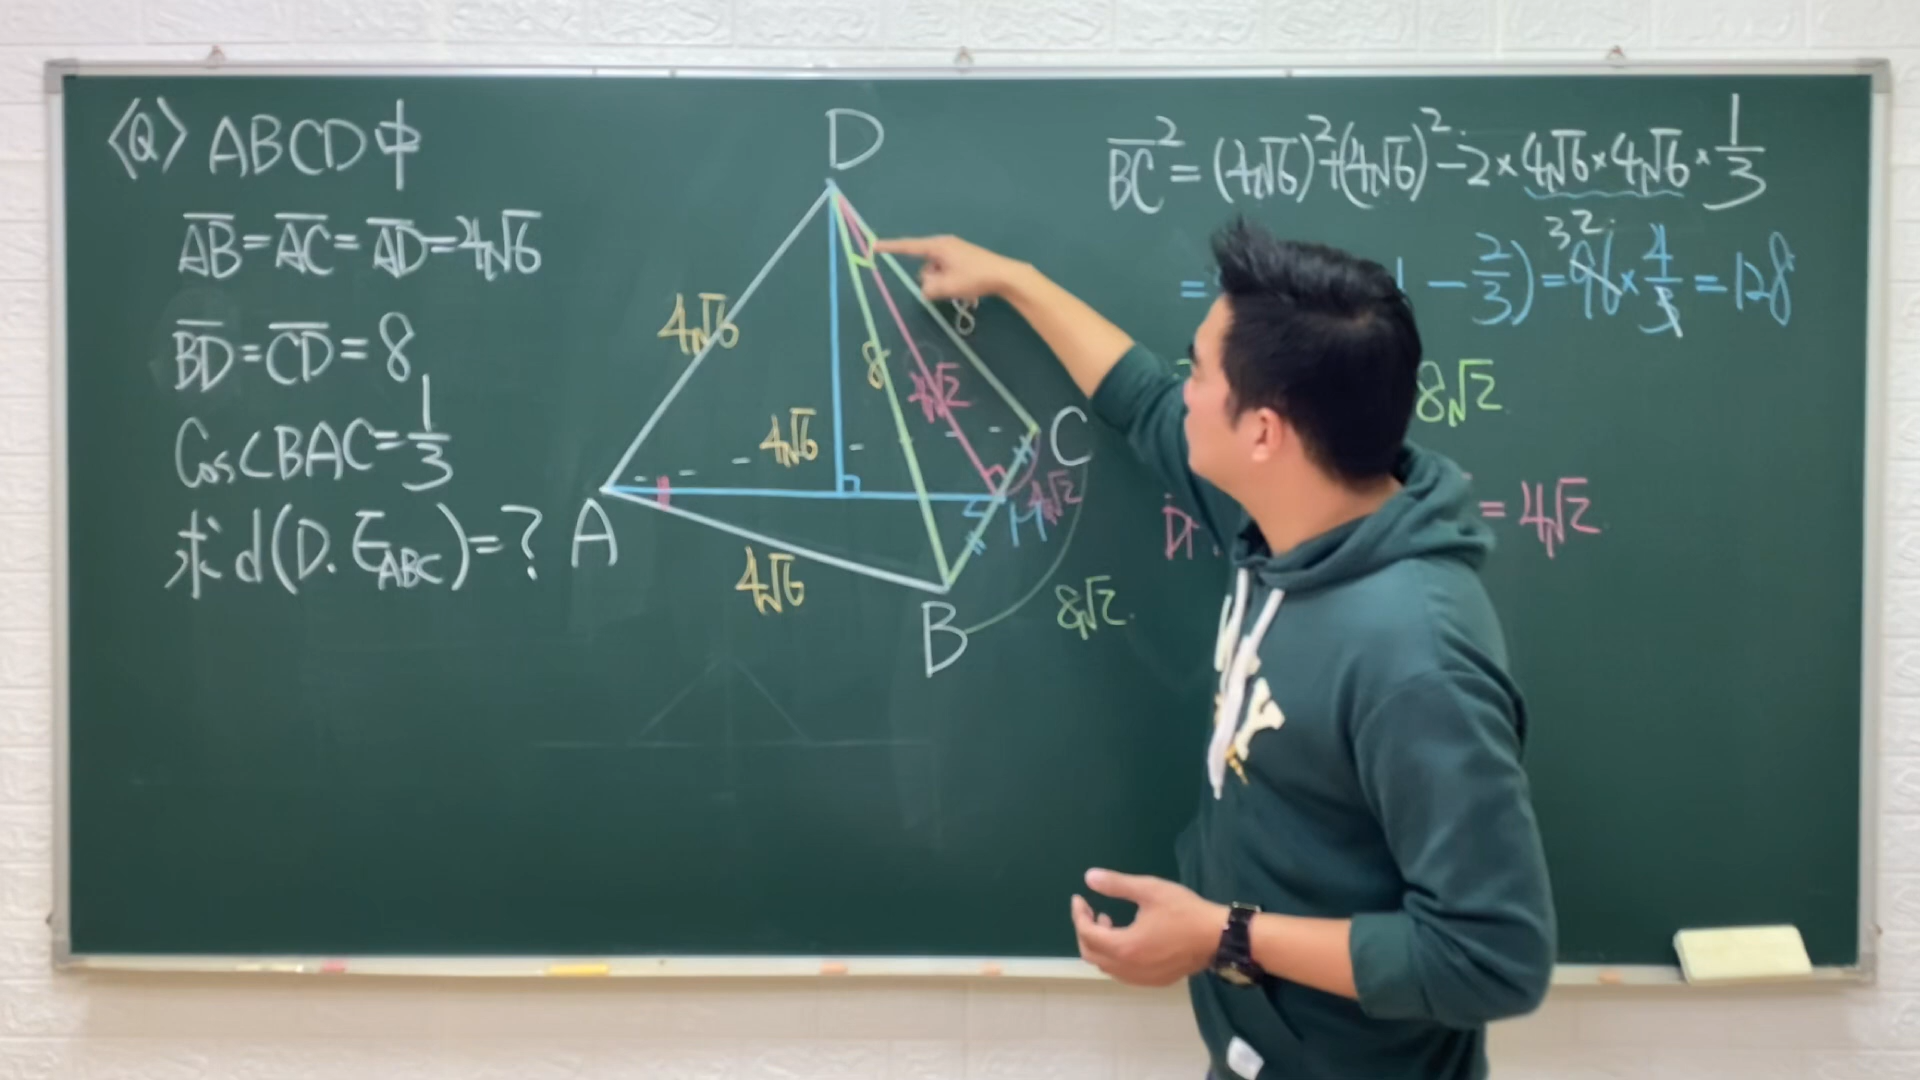 〈Q〉ABCD中
AB=AC=AD=4√6
BD=CD=8
Cos∠BAC=1/3
求d(D.E_ABC)=?
D
4√6
8
8
4√2
4√6
C
4√2
M
A
4√6
B
8√2
BC²=(4√6)²+(4√6)²-2×4√6×4√6×1/3
- 2/3)=96×4/3=128
32
8√2
= 4√2